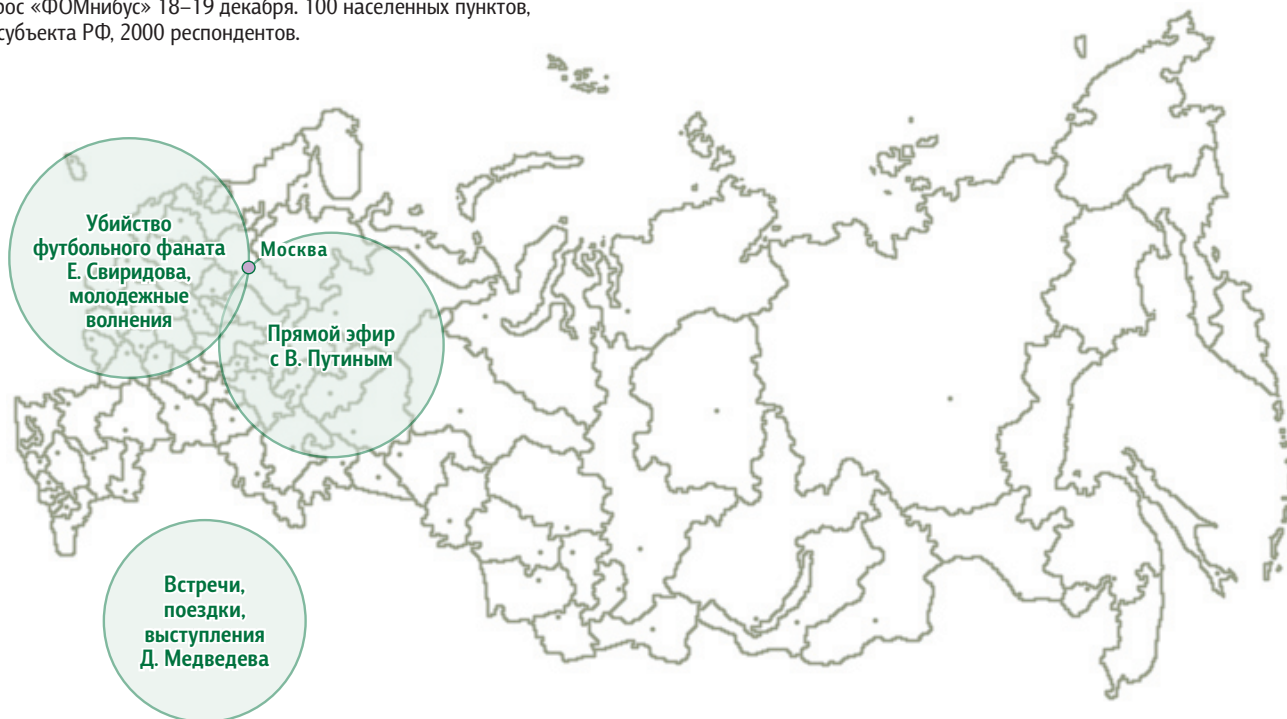 рос «ФОМнибус» 18–19 декабря. 100 населенных пунктов,
субъекта РФ, 2000 респондентов.
Убийство
футбольного фаната
Е. Свиридова,
молодежные
волнения
Москва
Прямой эфир
с В. Путиным
Встречи,
поездки,
выступления
Д. Медведева